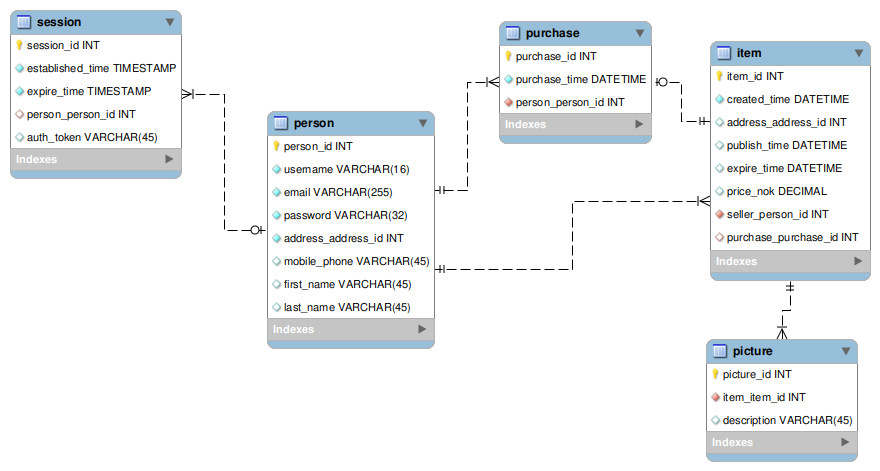 session
session_id INT
established_time TIMESTAMP
expire_time TIMESTAMP
person_person_id INT
auth_token VARCHAR(45)
Indexes
person
person_id INT
username VARCHAR(16)
email VARCHAR(255)
password VARCHAR(32)
address_address_id INT
mobile_phone VARCHAR(45)
first_name VARCHAR(45)
last_name VARCHAR(45)
Indexes
purchase
purchase_id INT
purchase_time DATETIME
person_person_id INT
Indexes
item
item_id INT
created_time DATETIME
address_address_id INT
publish_time DATETIME
expire_time DATETIME
price_nok DECIMAL
seller_person_id INT
purchase_purchase_id INT
Indexes
picture
picture_id INT
item_item_id INT
description VARCHAR(45)
Indexes